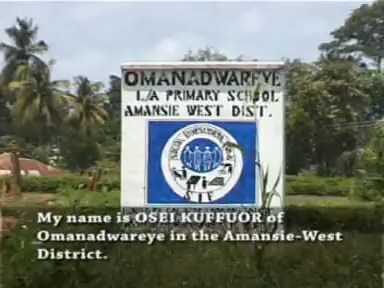 OMANADWAREYE
L/A PRIMARY SCHOOL
AMANSIE WEST DIST.
My name is OSEI KUFFUOR of
Omanadwareye in the Amansie-West
District.